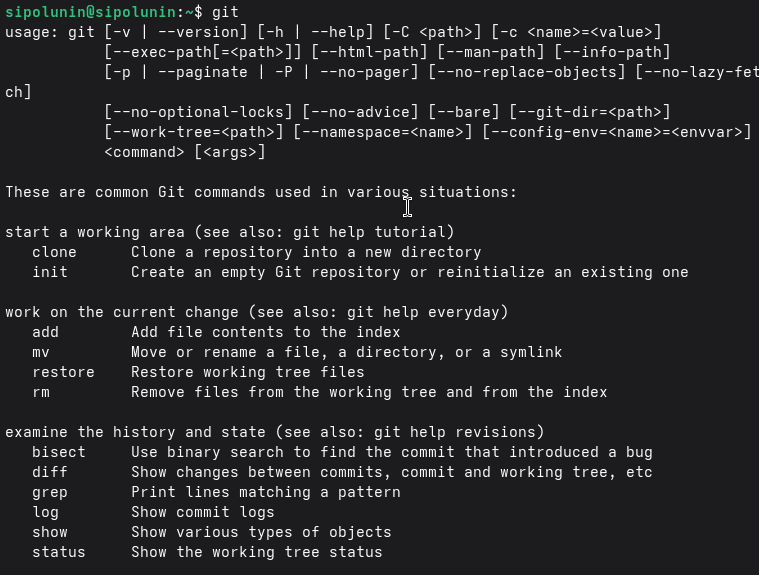 sipolunin@sipolunin:~$ git
usage: git [-v | --version] [-h | --help] [-C <path>] [-c <name>=<value>]
           [--exec-path[=<path>]] [--html-path] [--man-path] [--info-path]
           [-p | --paginate | -P | --no-pager] [--no-replace-objects] [--no-lazy-fet
ch]
           [--no-optional-locks] [--no-advice] [--bare] [--git-dir=<path>]
           [--work-tree=<path>] [--namespace=<name>] [--config-env=<name>=<envvar>]
           <command> [<args>]

These are common Git commands used in various situations:

start a working area (see also: git help tutorial)
   clone      Clone a repository into a new directory
   init       Create an empty Git repository or reinitialize an existing one

work on the current change (see also: git help everyday)
   add        Add file contents to the index
   mv         Move or rename a file, a directory, or a symlink
   restore    Restore working tree files
   rm         Remove files from the working tree and from the index

examine the history and state (see also: git help revisions)
   bisect     Use binary search to find the commit that introduced a bug
   diff       Show changes between commits, commit and working tree, etc
   grep       Print lines matching a pattern
   log        Show commit logs
   show       Show various types of objects
   status     Show the working tree status